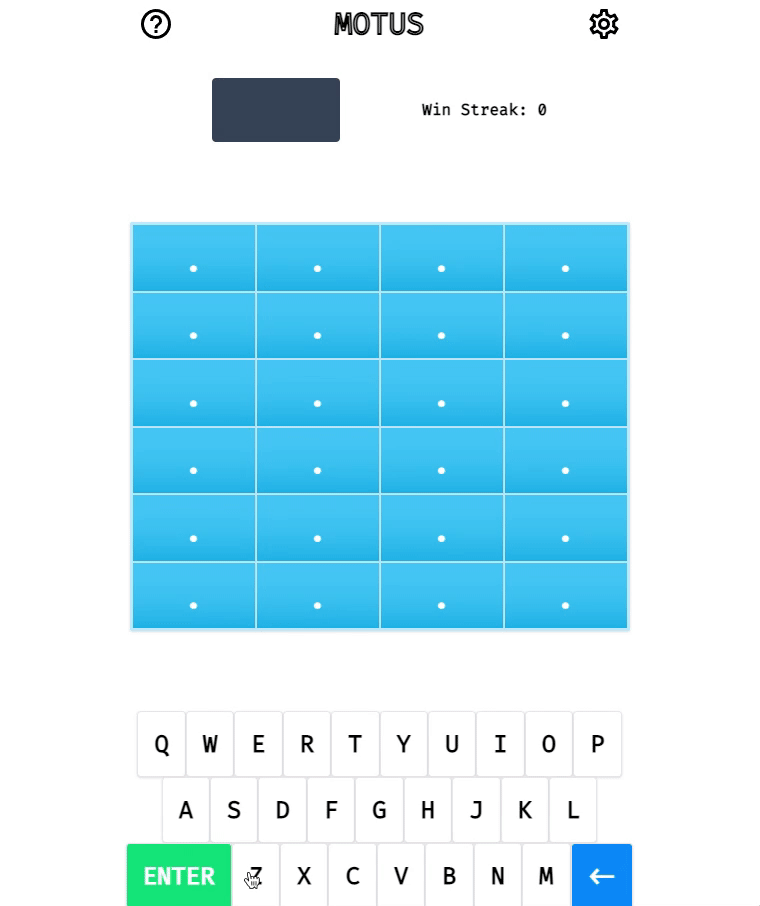 MOTUS
Win Streak: 0
Q W E R T Y U I O P
A S D F G H J K L
ENTER Z X C V B N M ←